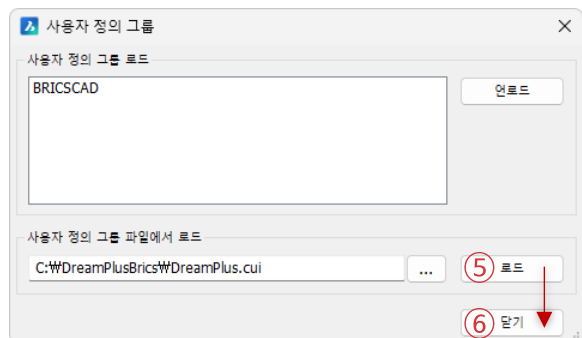 사용자 정의 그룹
사용자 정의 그룹 로드
BRICSCAD
언로드
사용자 정의 그룹 파일에서 로드
C:₩DreamPlusBrics₩DreamPlus.cui
...
⑤ 로드
⑥ 닫기